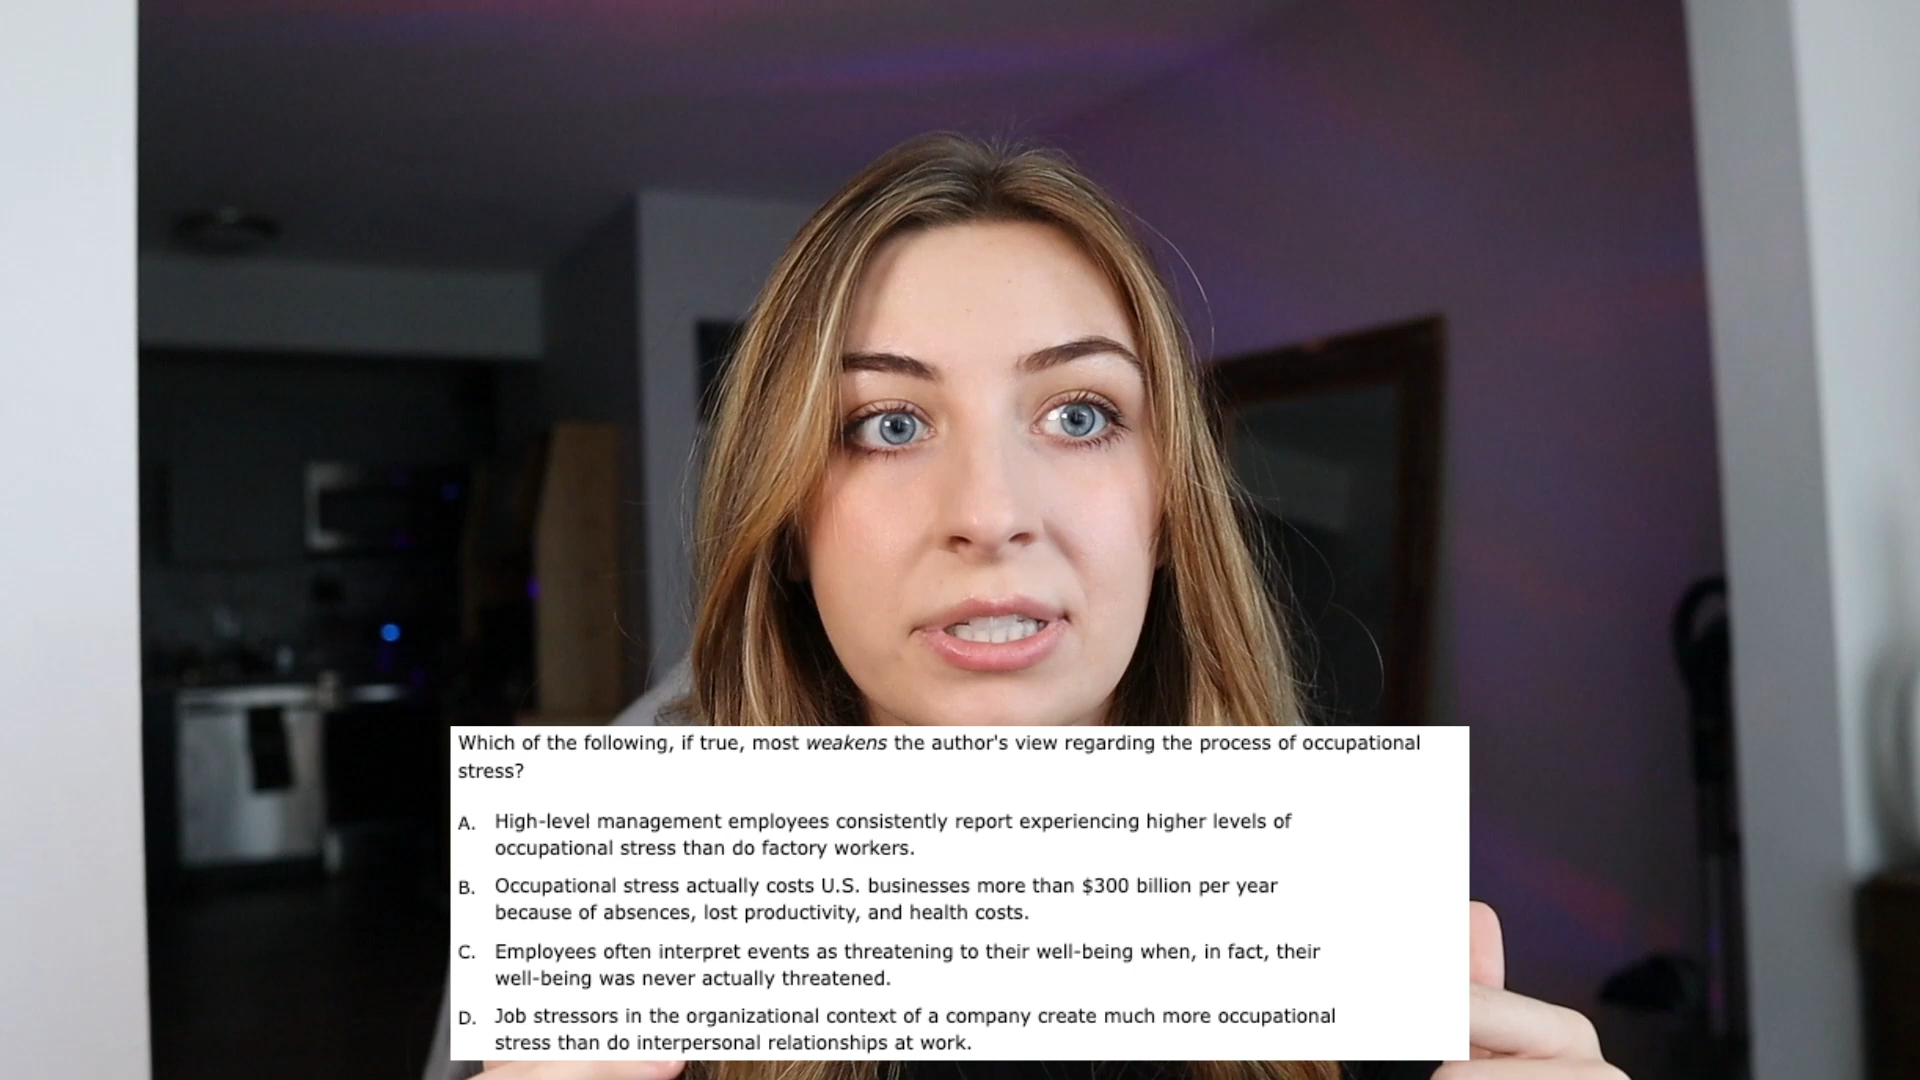 Which of the following, if true, most weakens the author's view regarding the process of occupational
stress?
A. High-level management employees consistently report experiencing higher levels of
occupational stress than do factory workers.
B. Occupational stress actually costs U.S. businesses more than $300 billion per year
because of absences, lost productivity, and health costs.
C. Employees often interpret events as threatening to their well-being when, in fact, their
well-being was never actually threatened.
D. Job stressors in the organizational context of a company create much more occupational
stress than do interpersonal relationships at work.